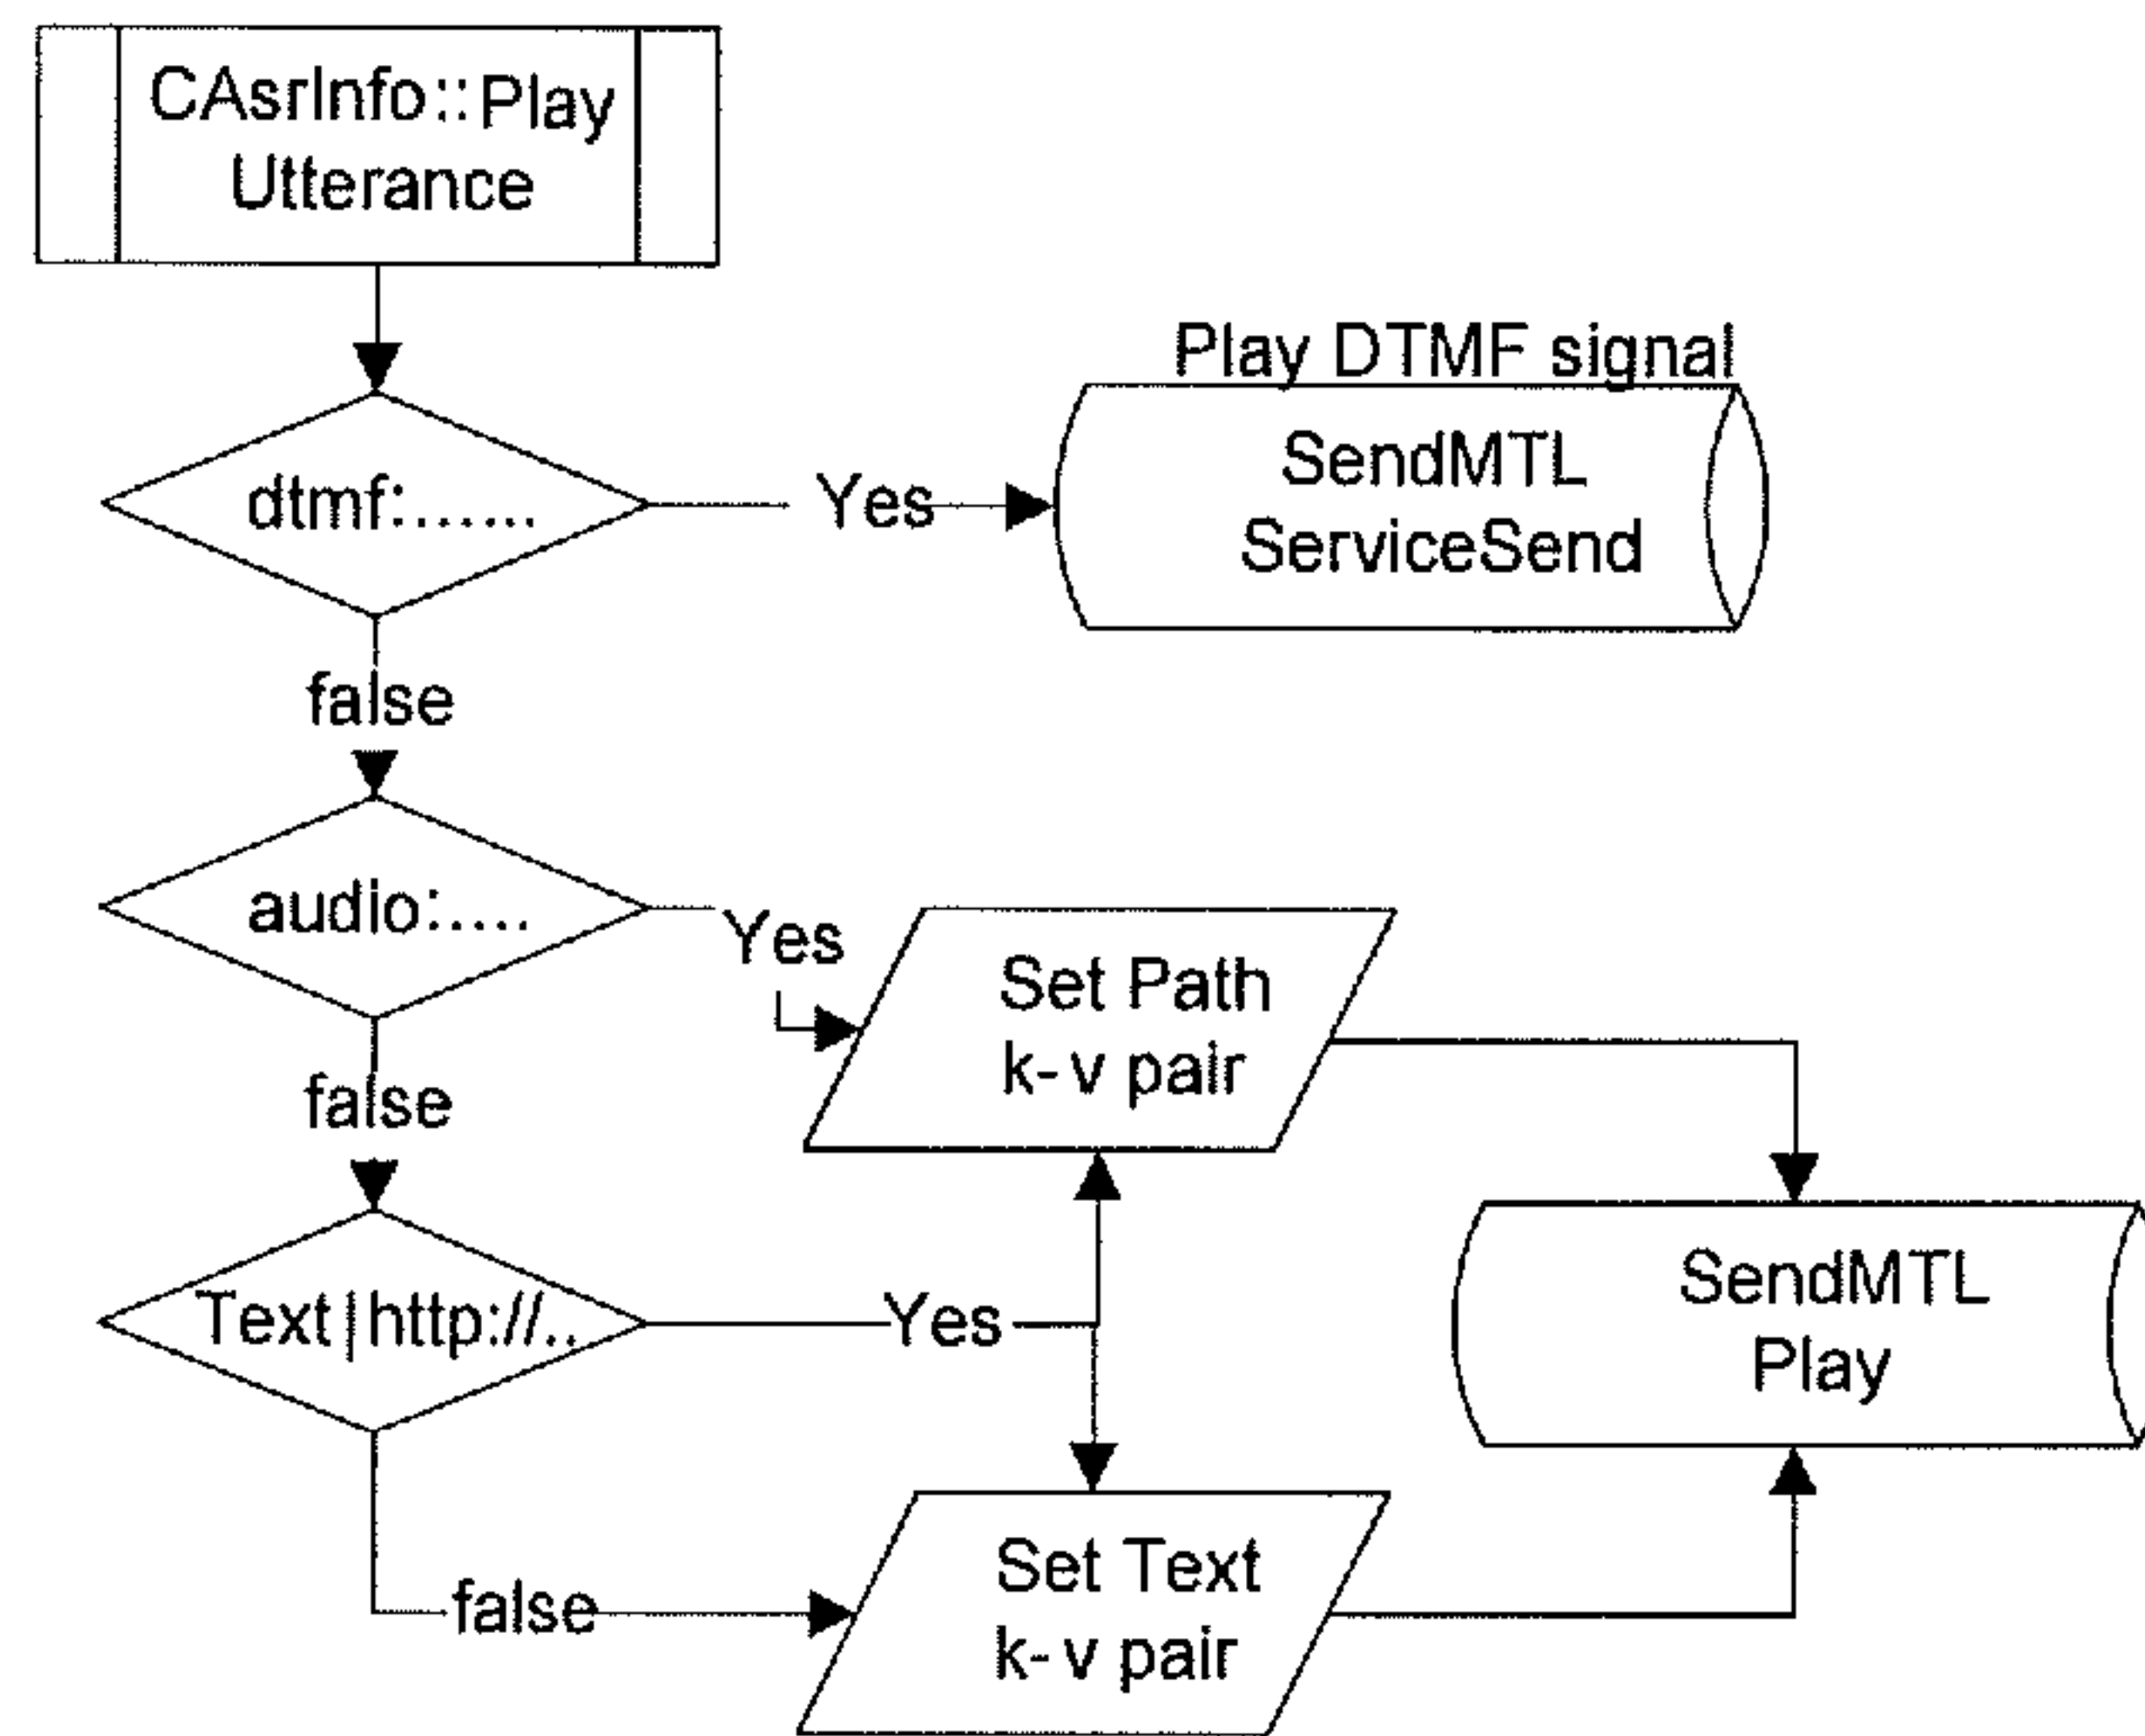 CAsrInfo::Play
Utterance
Play DTMF signal
dtmf:.......
Yes
SendMTL
ServiceSend
false
audio:.....
Yes
Set Path
k-v pair
false
Text|http://..
Yes
SendMTL
Play
false
Set Text
k-v pair